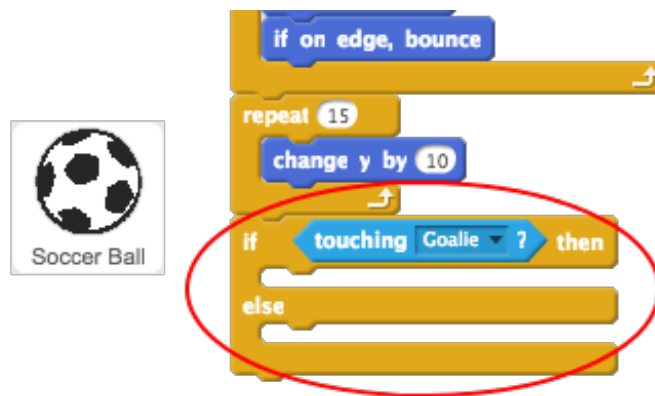 if on edge, bounce
repeat 15
change y by 10
if touching Goalie ? then
Soccer Ball
else